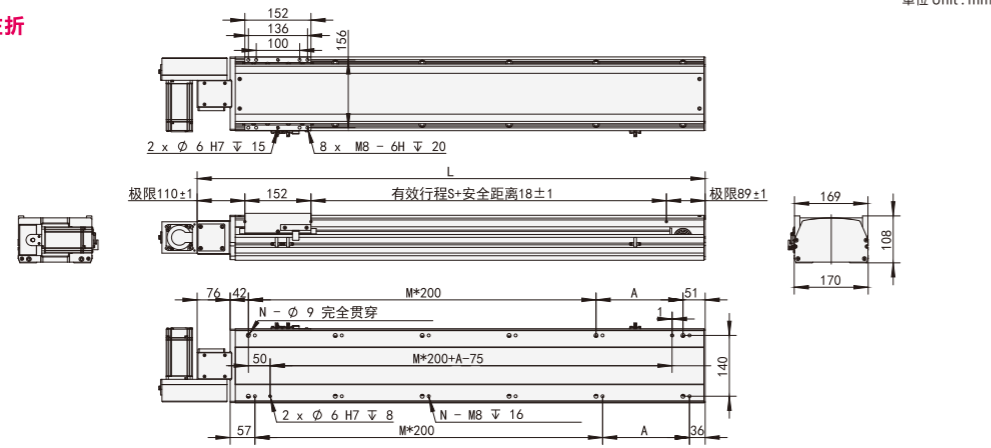 单位 Unit : mm
左折
152
136
100
156
2 x Ø 6 H7 ↧ 15
8 x M8 - 6H ↧ 20
L
极限110±1
152
有效行程S+安全距离18±1
极限89±1
169
108
170
76
42
M*200
A
51
N - Ø 9 完全贯穿
1
50
M*200+A-75
140
2 x Ø 6 H7 ↧ 8
N - M8 ↧ 16
57
M*200
A
36